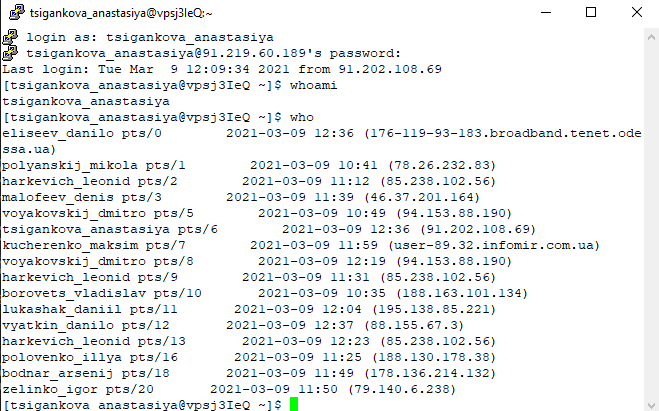 tsigankova_anastasiya@vpsj3IeQ:~
login as: tsigankova_anastasiya
tsigankova_anastasiya@91.219.60.189's password:
Last login: Tue Mar  9 12:09:34 2021 from 91.202.108.69
[tsigankova_anastasiya@vpsj3IeQ ~]$ whoami
tsigankova_anastasiya
[tsigankova_anastasiya@vpsj3IeQ ~]$ who
eliseev_danilo pts/0        2021-03-09 12:36 (176-119-93-183.broadband.tenet.ode
ssa.ua)
polyanskij_mikola pts/1        2021-03-09 10:41 (78.26.232.83)
harkevich_leonid pts/2        2021-03-09 11:12 (85.238.102.56)
malofeev_denis pts/3        2021-03-09 11:39 (46.37.201.164)
voyakovskij_dmitro pts/5        2021-03-09 10:49 (94.153.88.190)
tsigankova_anastasiya pts/6        2021-03-09 12:36 (91.202.108.69)
kucherenko_maksim pts/7        2021-03-09 11:59 (user-89.32.infomir.com.ua)
voyakovskij_dmitro pts/8        2021-03-09 12:19 (94.153.88.190)
harkevich_leonid pts/9        2021-03-09 11:31 (85.238.102.56)
borovets_vladislav pts/10       2021-03-09 10:35 (188.163.101.134)
lukashak_daniil pts/11       2021-03-09 12:04 (195.138.85.221)
vyatkin_danilo pts/12       2021-03-09 12:37 (88.155.67.3)
harkevich_leonid pts/13       2021-03-09 12:23 (85.238.102.56)
polovenko_illya pts/16       2021-03-09 11:25 (188.130.178.38)
bodnar_arsenij pts/18       2021-03-09 11:49 (178.136.214.132)
zelinko_igor pts/20       2021-03-09 11:50 (79.140.6.238)
[tsigankova_anastasiya@vpsj3IeQ ~]$